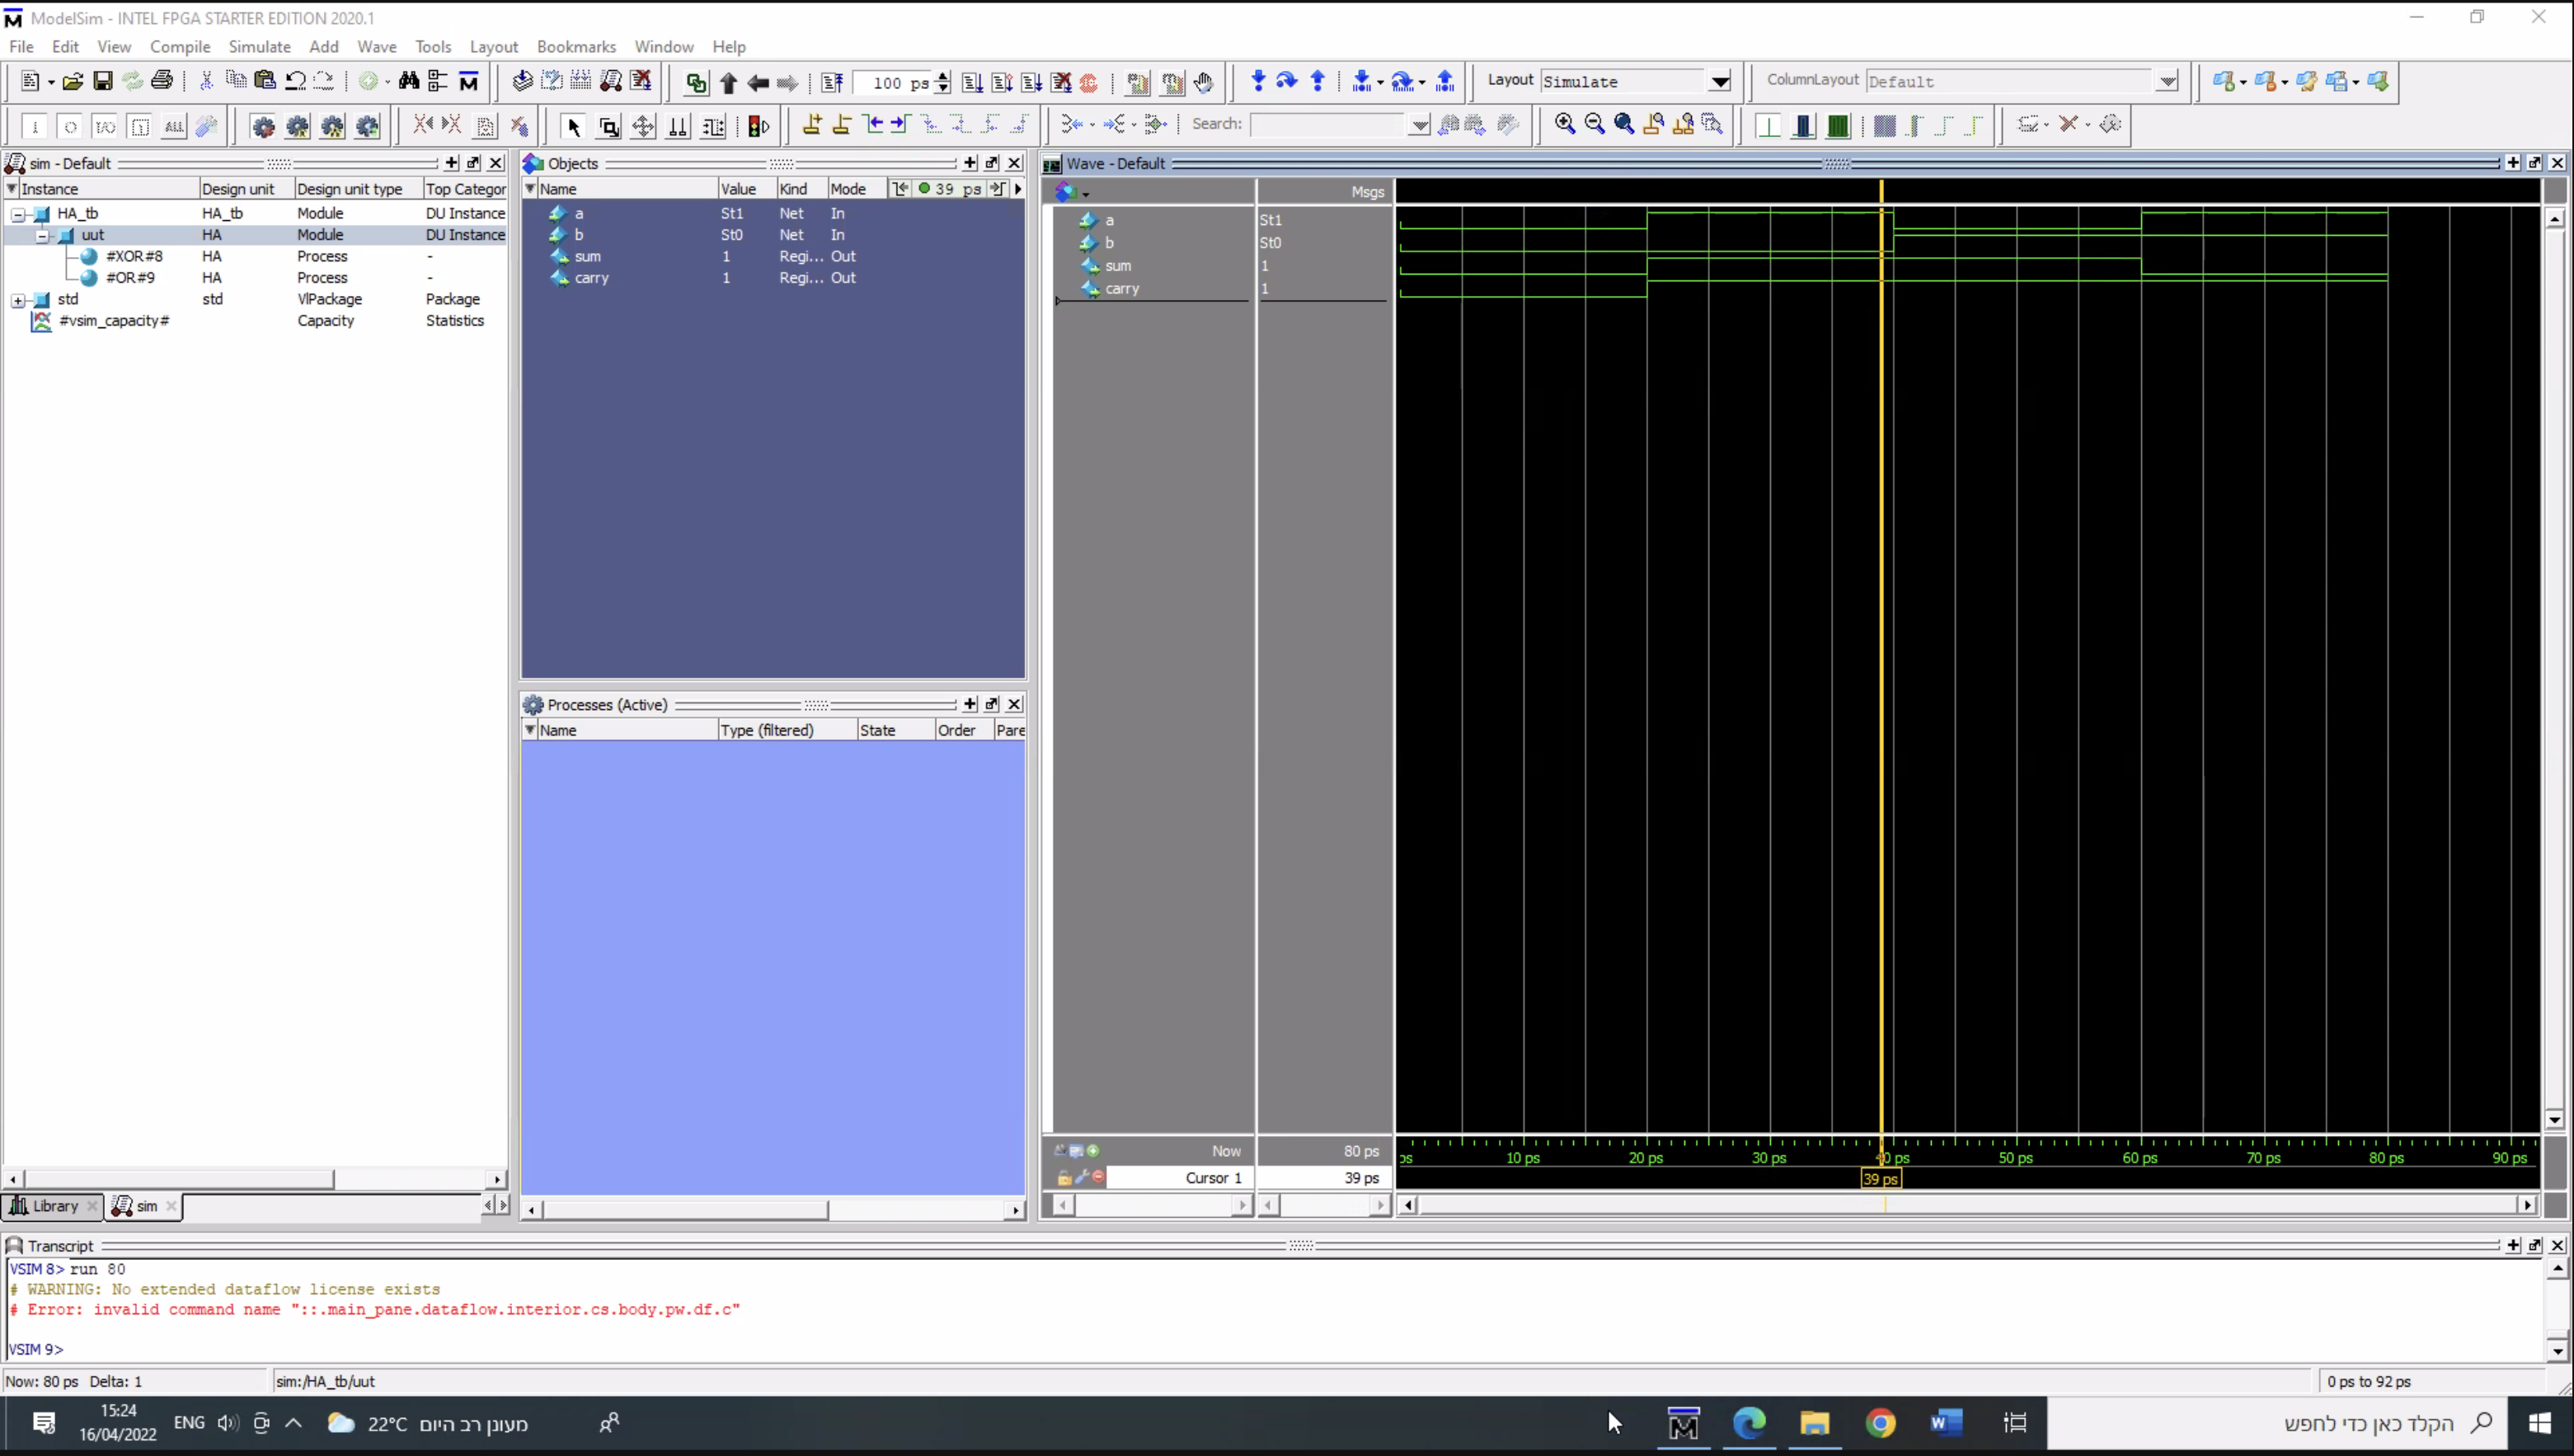 ModelSim - INTEL FPGA STARTER EDITION 2020.1
File Edit View Compile Simulate Add Wave Tools Layout Bookmarks Window Help
100 ps Layout Simulate ColumnLayout Default
Search:
sim - Default
Instance Design unit Design unit type Top Categor
HA_tb HA_tb Module DU Instance
uut HA Module DU Instance
#XOR#8 HA Process -
#OR#9 HA Process -
std std VlPackage Package
#vsim_capacity# Capacity Statistics
Library sim
Objects
Name Value Kind Mode 39 ps
a St1 Net In
b St0 Net In
sum 1 Regi... Out
carry 1 Regi... Out
Processes (Active)
Name Type (filtered) State Order Pare
Wave - Default
Msgs
a St1
b St0
sum 1
carry 1
Now 80 ps
ps 10 ps 20 ps 30 ps 40 ps 50 ps 60 ps 70 ps 80 ps 90 ps
Cursor 1 39 ps
39 ps
Transcript
VSIM 8> run 80
# WARNING: No extended dataflow license exists
# Error: invalid command name "::.main_pane.dataflow.interior.cs.body.pw.df.c"
VSIM 9>
Now: 80 ps Delta: 1 sim:/HA_tb/uut 0 ps to 92 ps
15:24
16/04/2022
ENG
22°C מעונן רב היום
הקלד כאן כדי לחפש